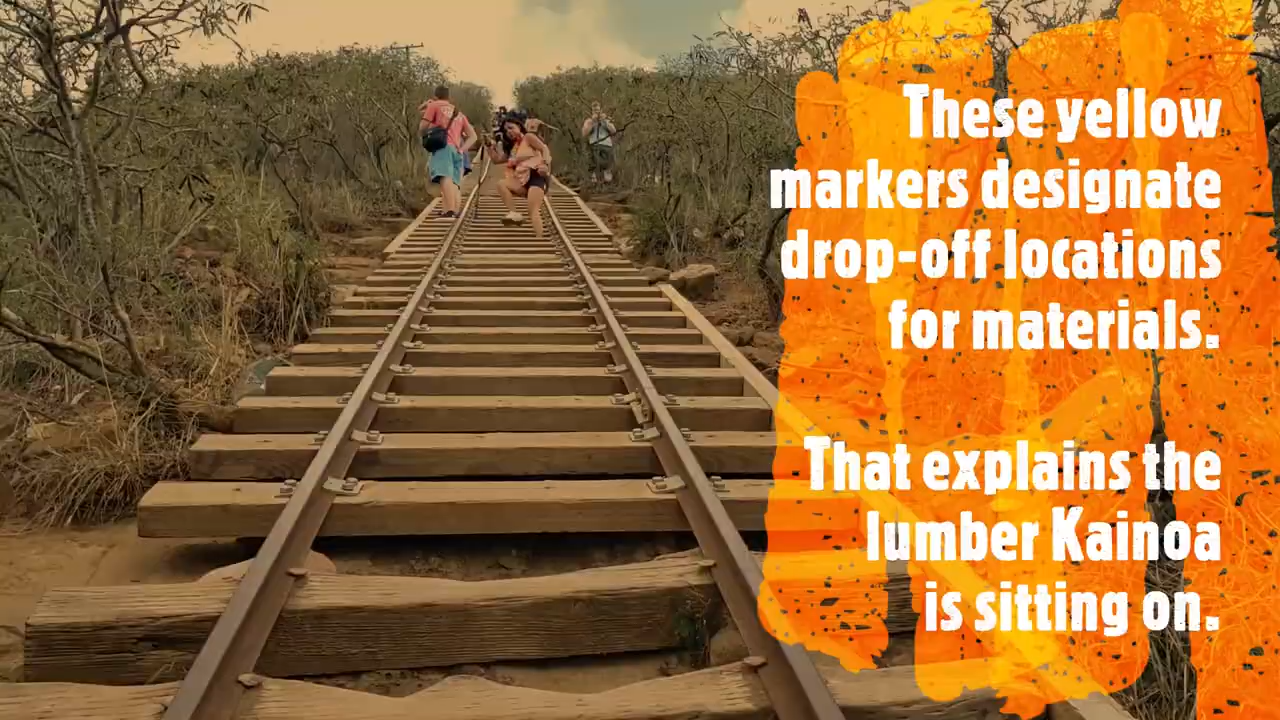 These yellow
markers designate
drop-off locations
for materials.
That explains the
lumber Kainoa
is sitting on.